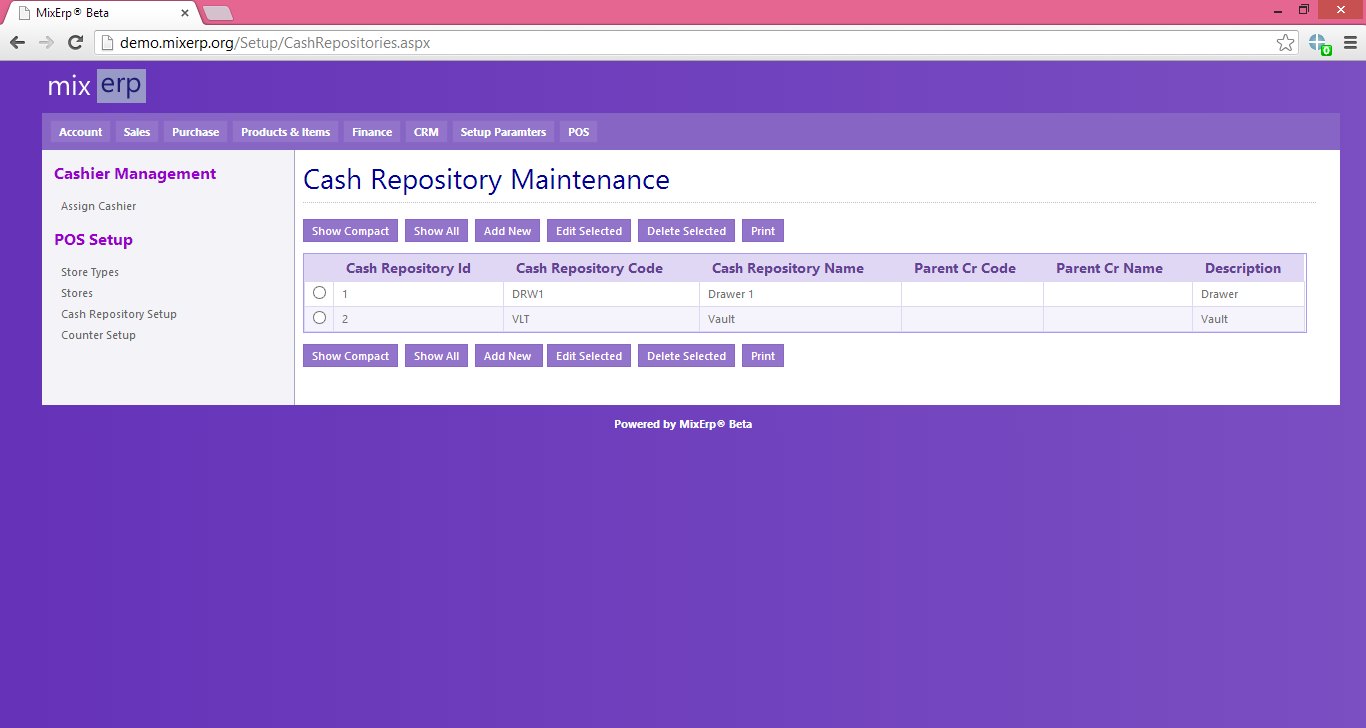 MixErp® Beta
demo.mixerp.org/Setup/CashRepositories.aspx
0
mix erp
Account Sales Purchase Products & Items Finance CRM Setup Paramters POS
Cashier Management
Assign Cashier
POS Setup
Store Types
Stores
Cash Repository Setup
Counter Setup
Cash Repository Maintenance
Show Compact Show All Add New Edit Selected Delete Selected Print
Cash Repository Id Cash Repository Code Cash Repository Name Parent Cr Code Parent Cr Name Description
1 DRW1 Drawer 1 Drawer
2 VLT Vault Vault
Show Compact Show All Add New Edit Selected Delete Selected Print
Powered by MixErp® Beta